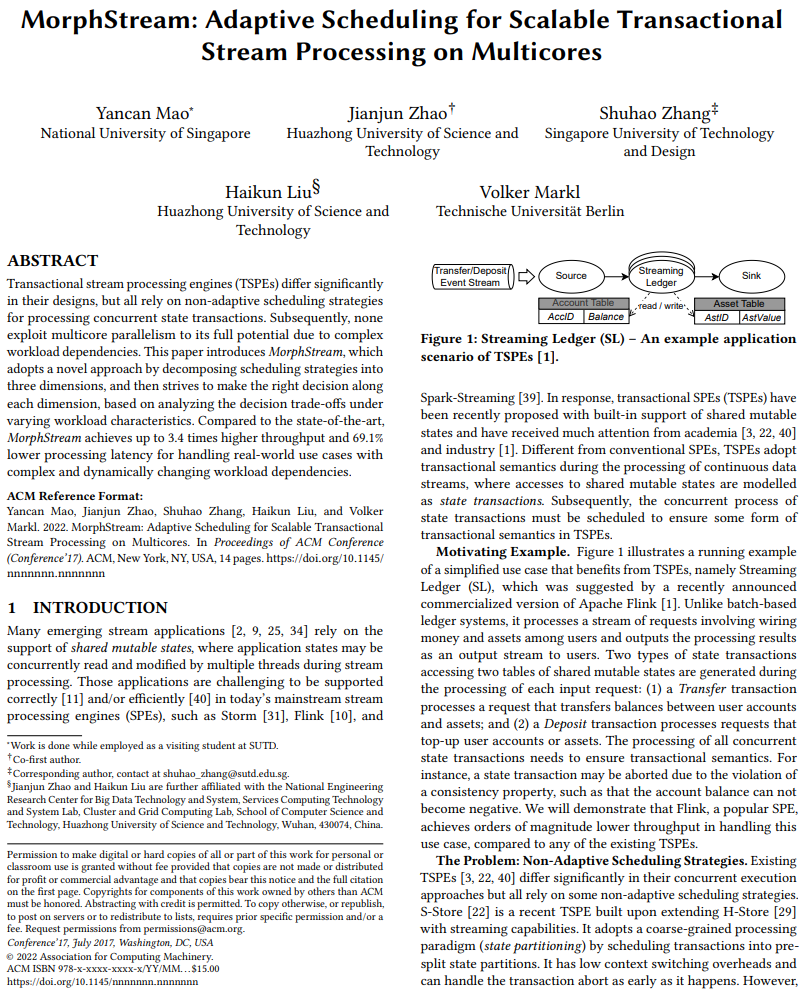 MorphStream: Adaptive Scheduling for Scalable Transactional
Stream Processing on Multicores
Yancan Mao*
National University of Singapore
Jianjun Zhao†
Huazhong University of Science and
Technology
Shuhao Zhang‡
Singapore University of Technology
and Design
Haikun Liu§
Huazhong University of Science and
Technology
Volker Markl
Technische Universität Berlin
ABSTRACT
Transactional stream processing engines (TSPEs) differ significantly
in their designs, but all rely on non-adaptive scheduling strategies
for processing concurrent state transactions. Subsequently, none
exploit multicore parallelism to its full potential due to complex
workload dependencies. This paper introduces MorphStream, which
adopts a novel approach by decomposing scheduling strategies into
three dimensions, and then strives to make the right decision along
each dimension, based on analyzing the decision trade-offs under
varying workload characteristics. Compared to the state-of-the-art,
MorphStream achieves up to 3.4 times higher throughput and 69.1%
lower processing latency for handling real-world use cases with
complex and dynamically changing workload dependencies.
ACM Reference Format:
Yancan Mao, Jianjun Zhao, Shuhao Zhang, Haikun Liu, and Volker
Markl. 2022. MorphStream: Adaptive Scheduling for Scalable Transactional
Stream Processing on Multicores. In Proceedings of ACM Conference
(Conference'17). ACM, New York, NY, USA, 14 pages. https://doi.org/10.1145/
nnnnnnn.nnnnnnn
1 INTRODUCTION
Many emerging stream applications [2, 9, 25, 34] rely on the
support of shared mutable states, where application states may be
concurrently read and modified by multiple threads during stream
processing. Those applications are challenging to be supported
correctly [11] and/or efficiently [40] in today's mainstream stream
processing engines (SPEs), such as Storm [31], Flink [10], and
*Work is done while employed as a visiting student at SUTD.
†Co-first author.
‡Corresponding author, contact at shuhao_zhang@sutd.edu.sg.
§Jianjun Zhao and Haikun Liu are further affiliated with the National Engineering
Research Center for Big Data Technology and System, Services Computing Technology
and System Lab, Cluster and Grid Computing Lab, School of Computer Science and
Technology, Huazhong University of Science and Technology, Wuhan, 430074, China.
Permission to make digital or hard copies of all or part of this work for personal or
classroom use is granted without fee provided that copies are not made or distributed
for profit or commercial advantage and that copies bear this notice and the full citation
on the first page. Copyrights for components of this work owned by others than ACM
must be honored. Abstracting with credit is permitted. To copy otherwise, or republish,
to post on servers or to redistribute to lists, requires prior specific permission and/or a
fee. Request permissions from permissions@acm.org.
Conference'17, July 2017, Washington, DC, USA
© 2022 Association for Computing Machinery.
ACM ISBN 978-x-xxxx-xxxx-x/YY/MM...$15.00
https://doi.org/10.1145/nnnnnnn.nnnnnnn
Transfer/Deposit
Event Stream
Source
Streaming
Ledger
Sink
Account Table
AccID Balance
read / write
Asset Table
AstID AstValue
Figure 1: Streaming Ledger (SL) – An example application
scenario of TSPEs [1].
Spark-Streaming [39]. In response, transactional SPEs (TSPEs) have
been recently proposed with built-in support of shared mutable
states and have received much attention from academia [3, 22, 40]
and industry [1]. Different from conventional SPEs, TSPEs adopt
transactional semantics during the processing of continuous data
streams, where accesses to shared mutable states are modelled
as state transactions. Subsequently, the concurrent process of
state transactions must be scheduled to ensure some form of
transactional semantics in TSPEs.
Motivating Example. Figure 1 illustrates a running example
of a simplified use case that benefits from TSPEs, namely Streaming
Ledger (SL), which was suggested by a recently announced
commercialized version of Apache Flink [1]. Unlike batch-based
ledger systems, it processes a stream of requests involving wiring
money and assets among users and outputs the processing results
as an output stream to users. Two types of state transactions
accessing two tables of shared mutable states are generated during
the processing of each input request: (1) a Transfer transaction
processes a request that transfers balances between user accounts
and assets; and (2) a Deposit transaction processes requests that
top-up user accounts or assets. The processing of all concurrent
state transactions needs to ensure transactional semantics. For
instance, a state transaction may be aborted due to the violation of
a consistency property, such as that the account balance can not
become negative. We will demonstrate that Flink, a popular SPE,
achieves orders of magnitude lower throughput in handling this
use case, compared to any of the existing TSPEs.
The Problem: Non-Adaptive Scheduling Strategies. Existing
TSPEs [3, 22, 40] differ significantly in their concurrent execution
approaches but all rely on some non-adaptive scheduling strategies.
S-Store [22] is a recent TSPE built upon extending H-Store [29]
with streaming capabilities. It adopts a coarse-grained processing
paradigm (state partitioning) by scheduling transactions into pre-
split state partitions. It has low context switching overheads and
can handle the transaction abort as early as it happens. However,